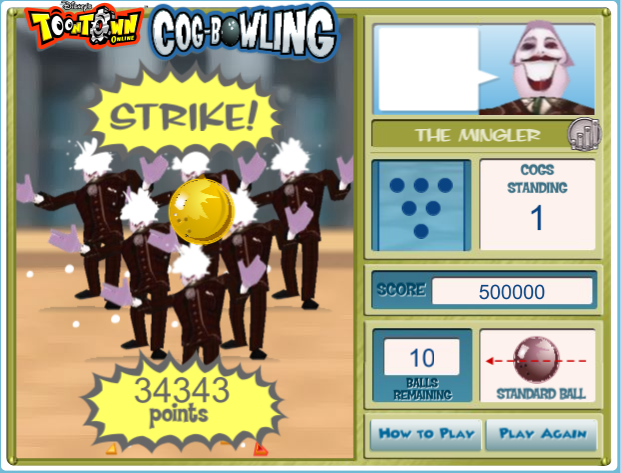 Disney's
TOONTOWN
ONLINE
COG-BOWLING
STRIKE!
34343
points
THE MINGLER
COGS
STANDING
1
SCORE
500000
10
BALLS
REMAINING
STANDARD BALL
HOW TO PLAY
PLAY AGAIN